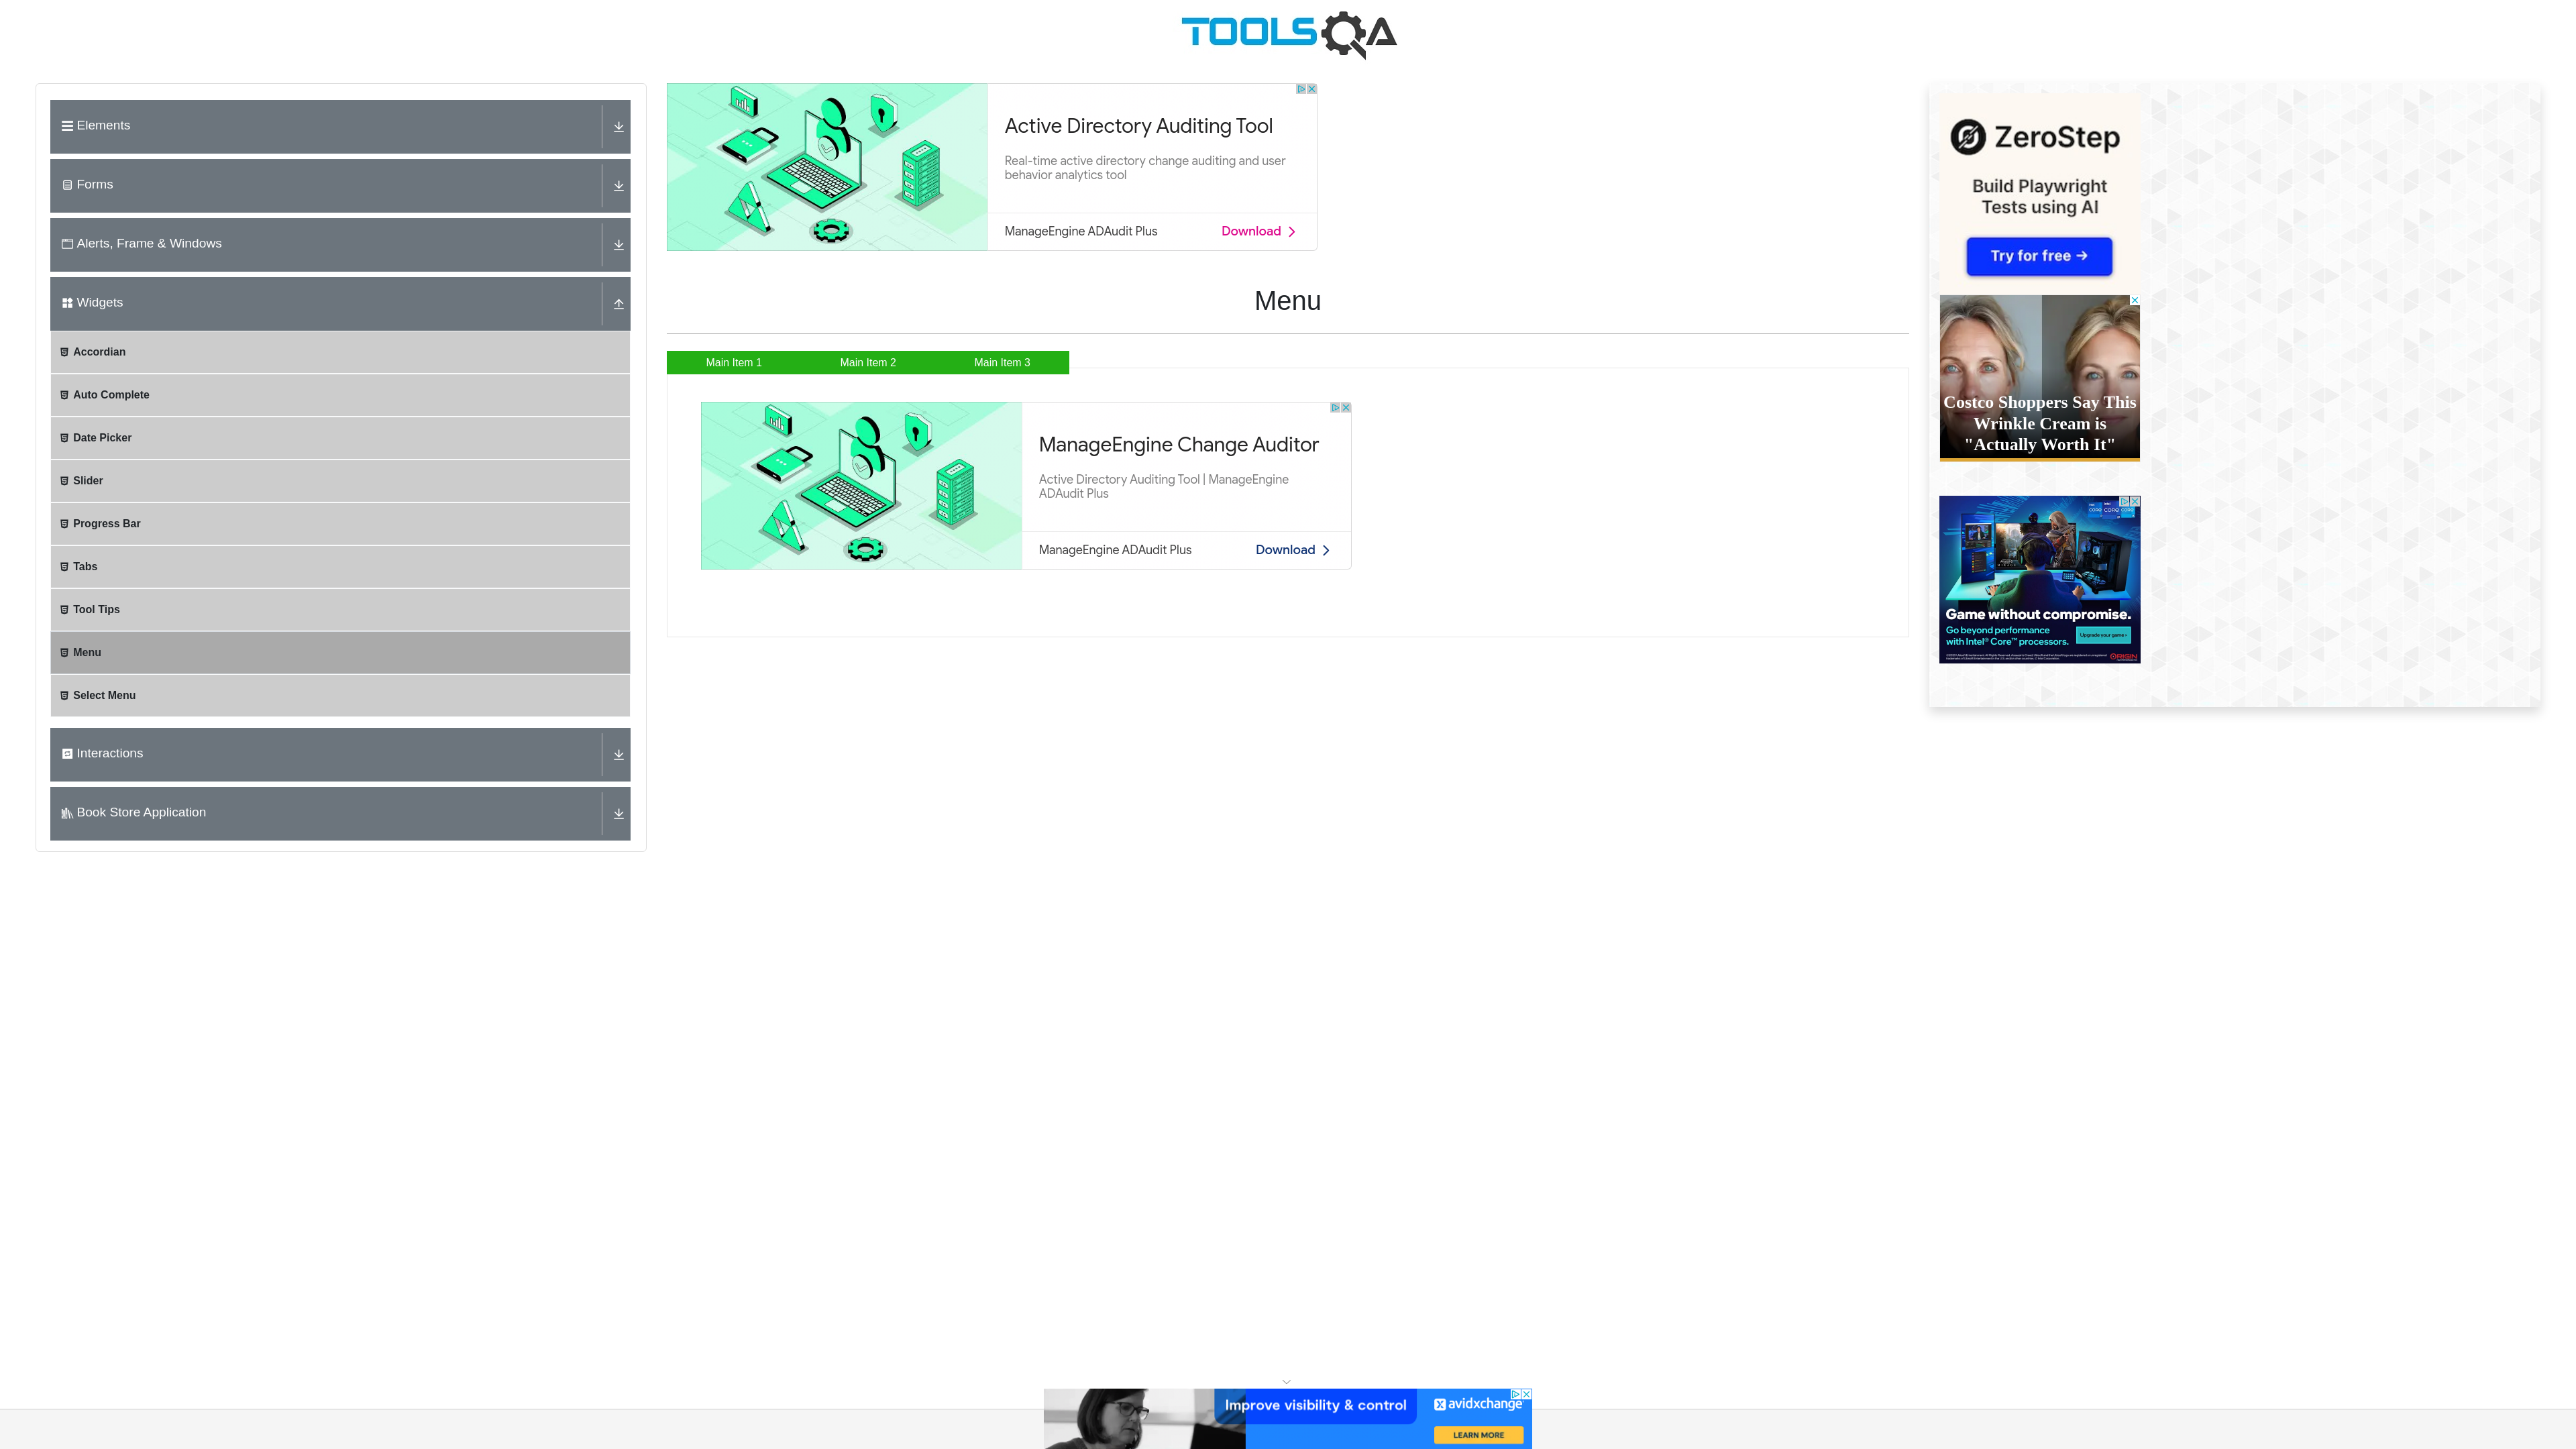 TOOLSQA
Elements
Forms
Alerts, Frame & Windows
Widgets
Accordian
Auto Complete
Date Picker
Slider
Progress Bar
Tabs
Tool Tips
Menu
Select Menu
Interactions
Book Store Application
Active Directory Auditing Tool
Real-time active directory change auditing and user
behavior analytics tool
ManageEngine ADAudit Plus
Download
Menu
Main Item 1
Main Item 2
Main Item 3
ManageEngine Change Auditor
Active Directory Auditing Tool | ManageEngine
ADAudit Plus
ManageEngine ADAudit Plus
Download
ZeroStep
Build Playwright
Tests using AI
Try for free →
Costco Shoppers Say This
Wrinkle Cream is
"Actually Worth It"
CORE CORE CORE
Game without compromise.
Go beyond performance
with Intel® Core™ processors.
Upgrade your game ›
ORIGIN
Improve visibility & control
avidxchange
LEARN MORE